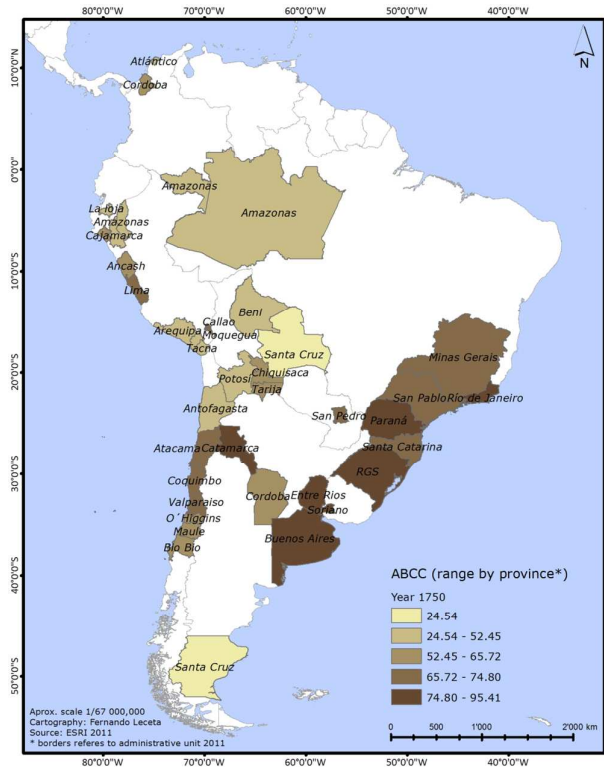 80°0'0"W 70°0'0"W 60°0'0"W 50°0'0"W 40°0'0"W
N
10°0'0"N
0°0'0"
10°0'0"S
20°0'0"S
30°0'0"S
40°0'0"S
50°0'0"S
Atlántico
Cordoba
Amazonas
Amazonas
La loja
Amazonas
Cajamarca
Ancash
Lima
Beni
Callao
Arequipa
Moquegua
Tacna
Santa Cruz
Minas Gerais
Chiquisaca
Potosí
Tarija
San Pablo
Río de Janeiro
Antofagasta
San Pedro
Paraná
Atacama
Catamarca
Santa Catarina
RGS
Coquimbo
Cordoba
Entre Rios
Valparaiso
Soriano
O´Higgins
Maule
Buenos Aires
Bio Bio
Santa Cruz
ABCC (range by province*)
Year 1750
24.54
24.54 - 52.45
52.45 - 65.72
65.72 - 74.80
74.80 - 95.41
0 500 1'000 2'000 km
Aprox. scale 1/67 000,000
Cartography: Fernando Leceta
Source: ESRI 2011
* borders referes to administrative unit 2011
80°0'0"W 70°0'0"W 60°0'0"W 50°0'0"W 40°0'0"W